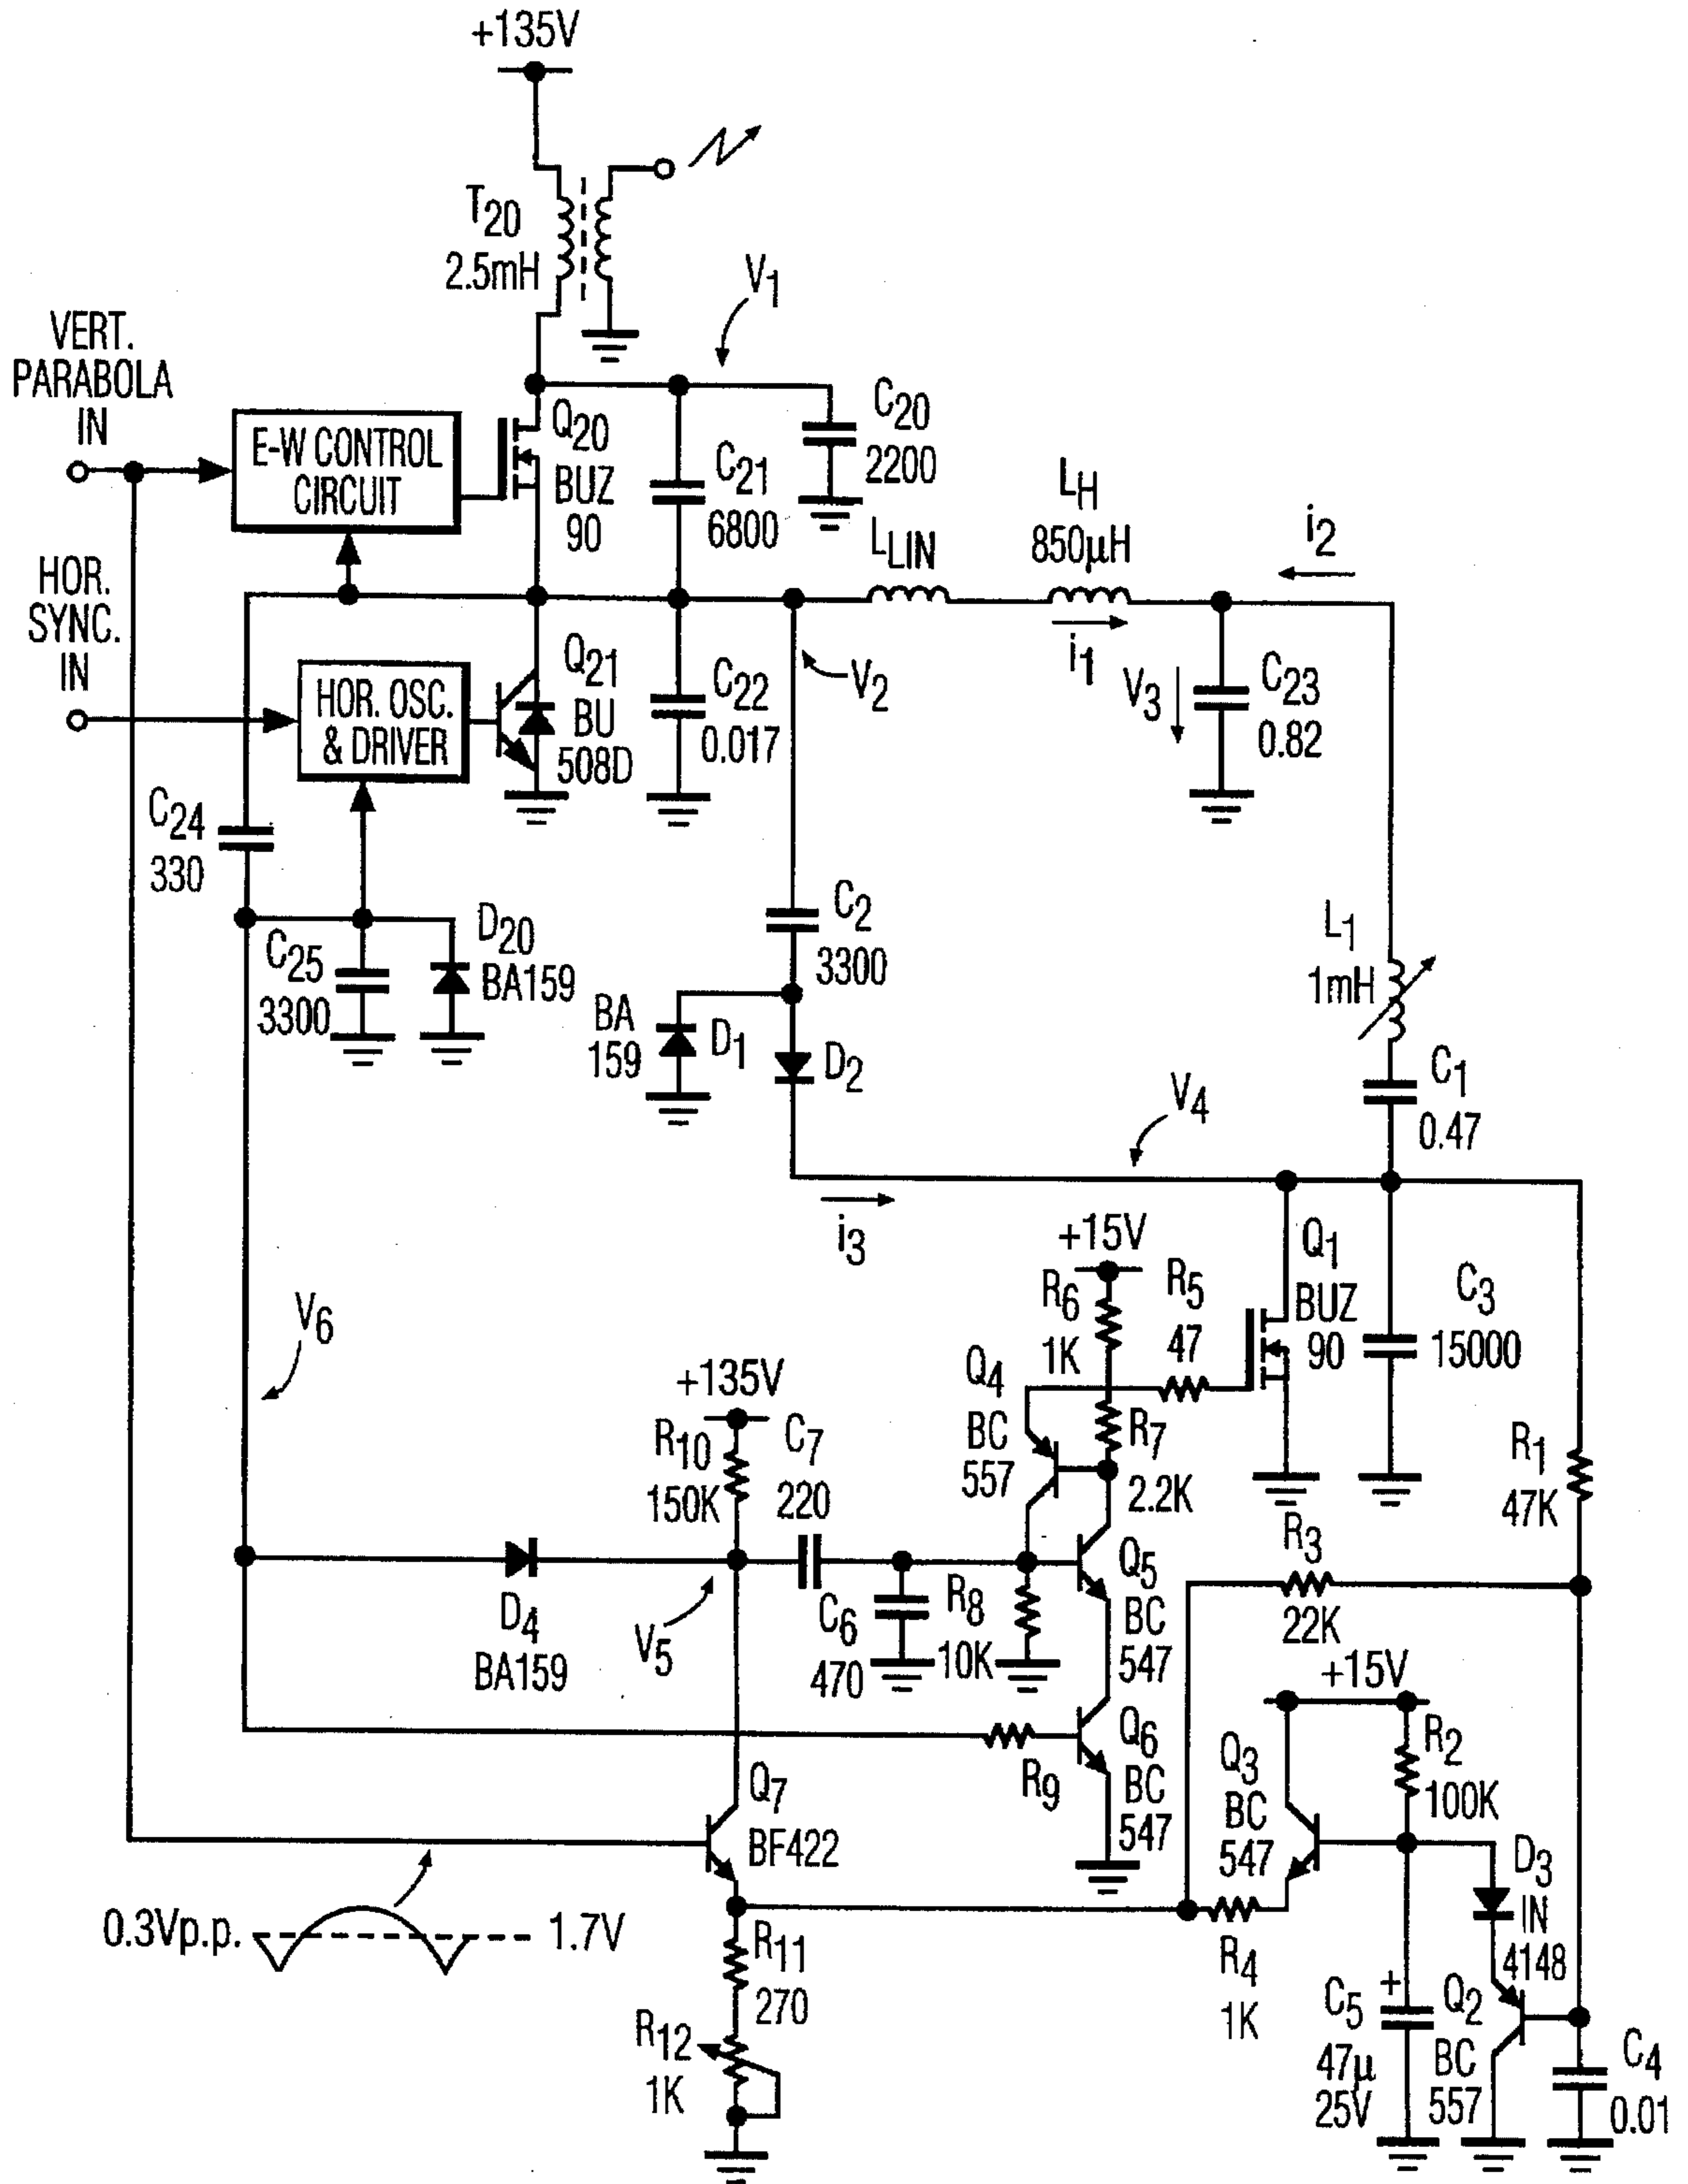 +135V
T20
2.5mH
V1
VERT.
PARABOLA
IN
E-W CONTROL
CIRCUIT
Q20
BUZ
90
C21
6800
C20
2200
LLIN
LH
850μH
i2
i1
HOR.
SYNC.
IN
HOR. OSC.
& DRIVER
Q21
BU
508D
C22
0.017
V2
V3
C23
0.82
C24
330
C25
3300
D20
BA159
C2
3300
BA
159
D1
D2
L1
1mH
C1
0.47
V4
i3
V6
+15V
R6
1K
R5
47
Q1
BUZ
90
C3
15000
Q4
BC
557
R7
2.2K
R1
47K
+135V
R10
150K
C7
220
D4
BA159
V5
C6
470
R8
10K
Q5
BC
547
R3
22K
+15V
R9
Q6
BC
547
Q3
BC
547
R2
100K
Q7
BF422
D3
IN
4148
0.3Vp.p.
1.7V
R11
270
R12
1K
R4
1K
C5
+
47μ
25V
Q2
BC
557
C4
0.01